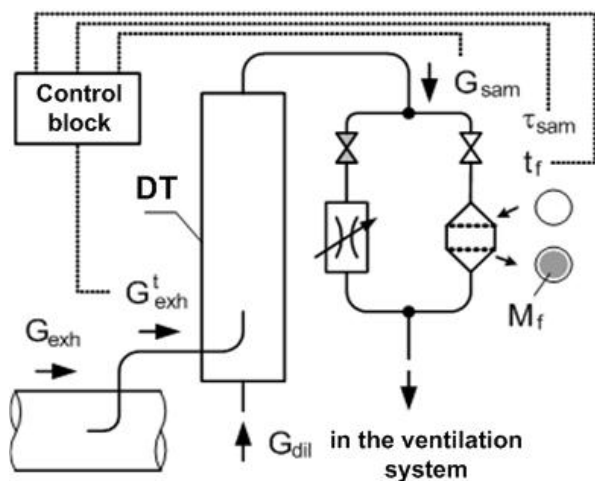 Control
block
G_sam
τ_sam
t_f
DT
G^t_exh
G_exh
M_f
G_dil
in the ventilation
system